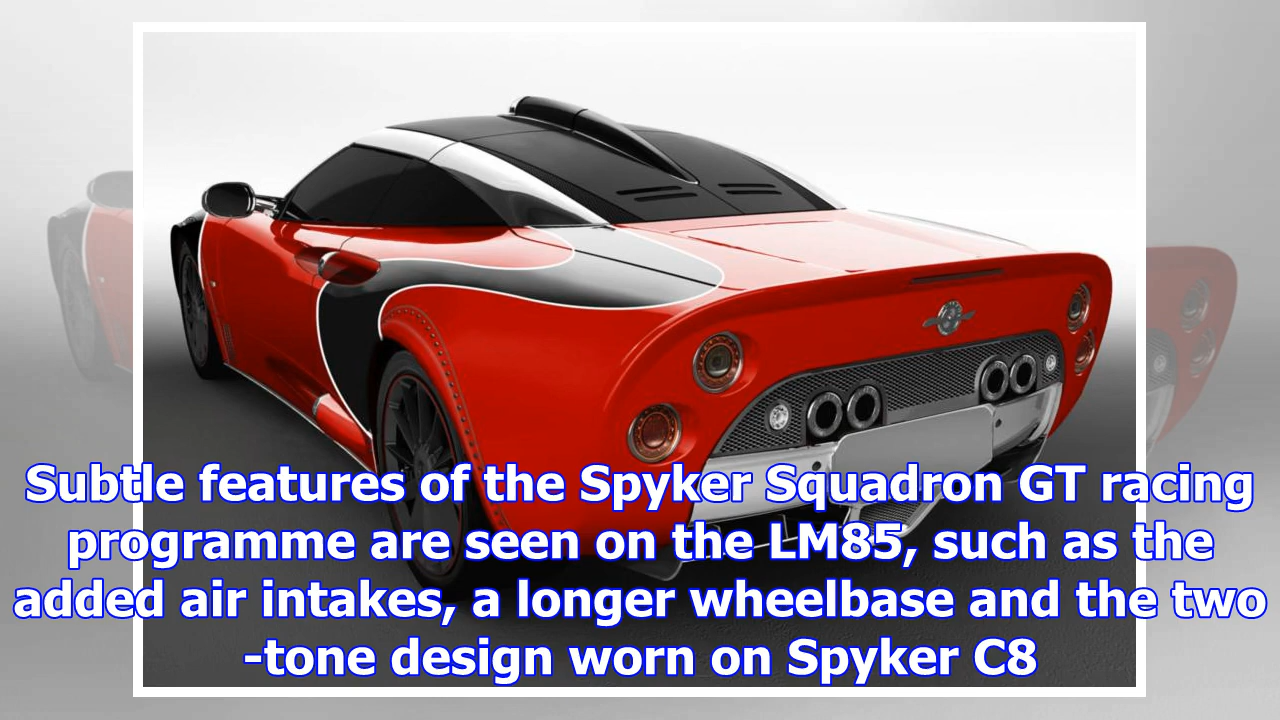 Subtle features of the Spyker Squadron GT racing
programme are seen on the LM85, such as the
added air intakes, a longer wheelbase and the two
-tone design worn on Spyker C8